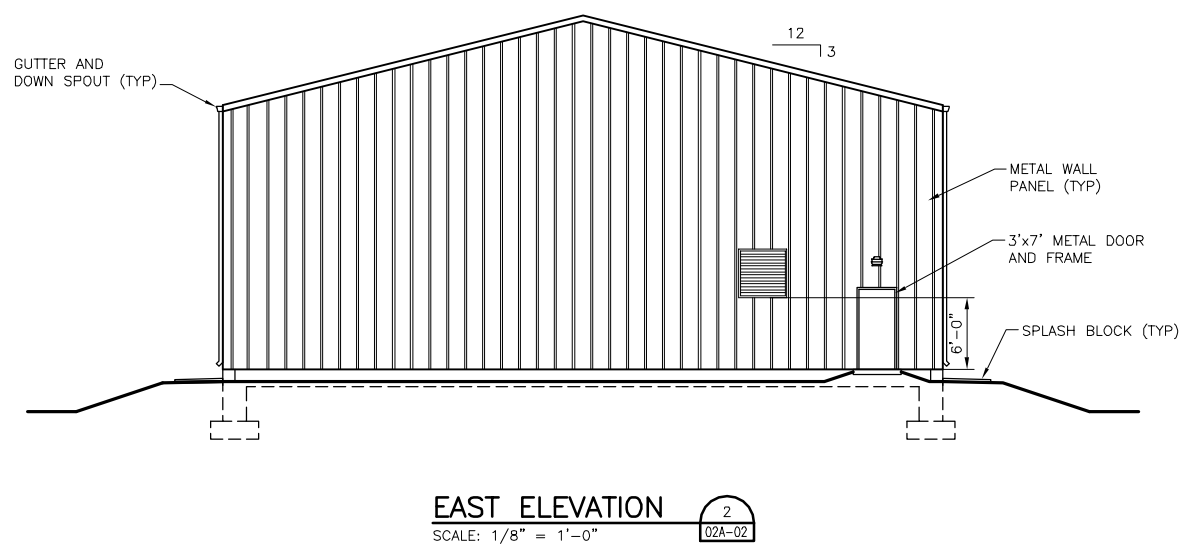 12
3
GUTTER AND
DOWN SPOUT (TYP)
METAL WALL
PANEL (TYP)
3'x7' METAL DOOR
AND FRAME
6'-0"
SPLASH BLOCK (TYP)
EAST ELEVATION
SCALE: 1/8" = 1'-0"
2
02A-02